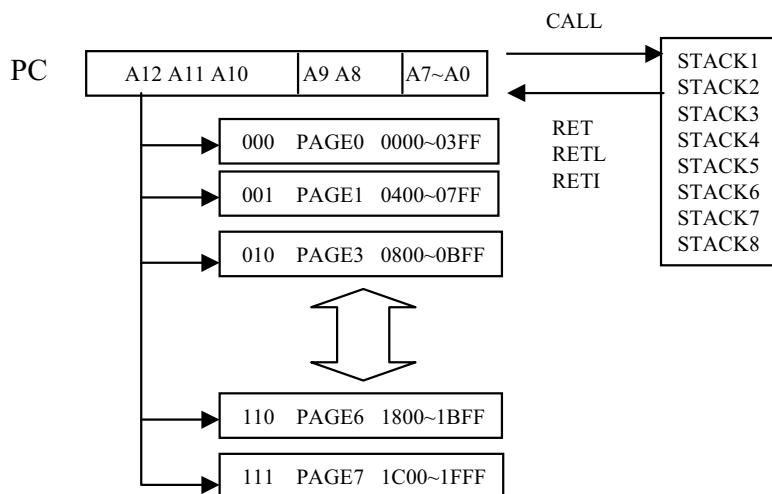 CALL
PC
A12 A11 A10 A9 A8 A7~A0
STACK1
STACK2
STACK3
STACK4
STACK5
STACK6
STACK7
STACK8
RET
RETL
RETI
000 PAGE0 0000~03FF
001 PAGE1 0400~07FF
010 PAGE3 0800~0BFF
110 PAGE6 1800~1BFF
111 PAGE7 1C00~1FFF